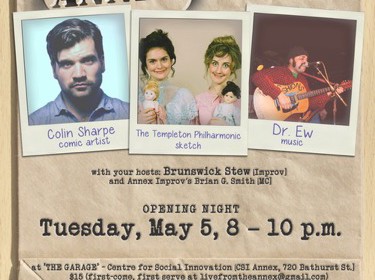 Colin Sharpe
comic artist
The Templeton Philharmonic
sketch
Dr. Ew
music
with your hosts: Brunswick Stew (Improv)
and Annex Improv's Brian G. Smith (MC)
OPENING NIGHT
Tuesday, May 5, 8 - 10 p.m.
at 'THE GARAGE' - Centre for Social Innovation (CSI Annex, 720 Bathurst St.)
$15 (first-come, first serve at livefromtheannex@gmail.com)